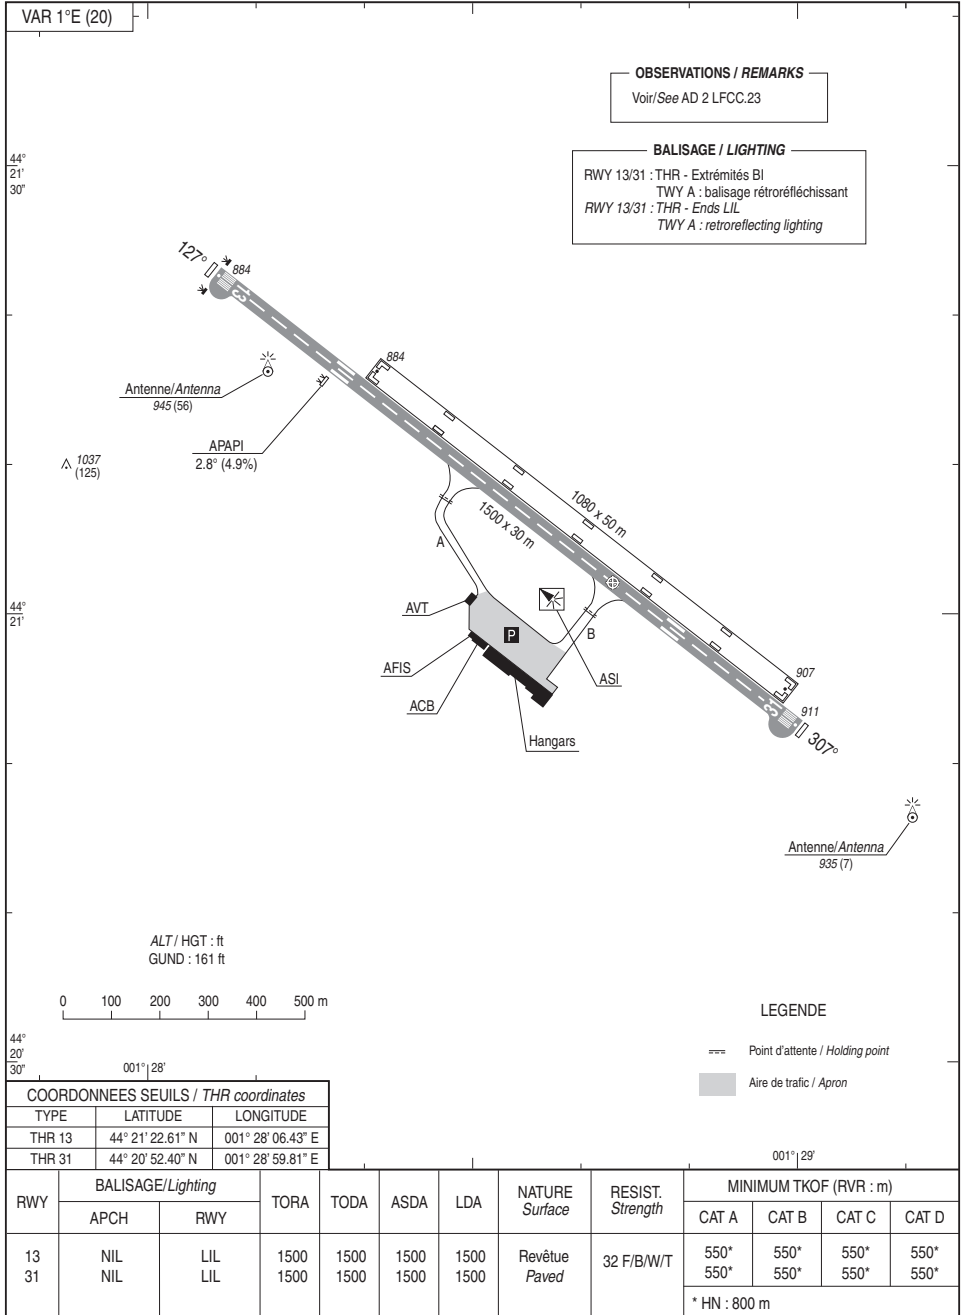 VAR 1°E (20)
OBSERVATIONS / REMARKS
Voir/See AD 2 LFCC.23
BALISAGE / LIGHTING
RWY 13/31 : THR - Extrémités BI
TWY A : balisage rétroréfléchissant
RWY 13/31 : THR - Ends LIL
TWY A : retroreflecting lighting
44°
21'
30"
127°
884
13
884
Antenne/Antenna
945 (56)
APAPI
2.8° (4.9%)
1037
(125)
1080 x 50 m
1500 x 30 m
A
44°
21'
AVT
P
B
AFIS
ASI
ACB
Hangars
907
911
31
307°
Antenne/Antenna
935 (7)
ALT / HGT : ft
GUND : 161 ft
0 100 200 300 400 500 m
LEGENDE
Point d'attente / Holding point
Aire de trafic / Apron
44°
20'
30"
001° 28'
COORDONNEES SEUILS / THR coordinates
TYPE LATITUDE LONGITUDE
THR 13 44° 21' 22.61" N 001° 28' 06.43" E
THR 31 44° 20' 52.40" N 001° 28' 59.81" E
001° 29'
RWY BALISAGE/Lighting TORA TODA ASDA LDA NATURE Surface RESIST. Strength MINIMUM TKOF (RVR : m)
APCH RWY CAT A CAT B CAT C CAT D
13 NIL LIL 1500 1500 1500 1500 Revêtue 32 F/B/W/T 550* 550* 550* 550*
31 NIL LIL 1500 1500 1500 1500 Paved 550* 550* 550* 550*
* HN : 800 m